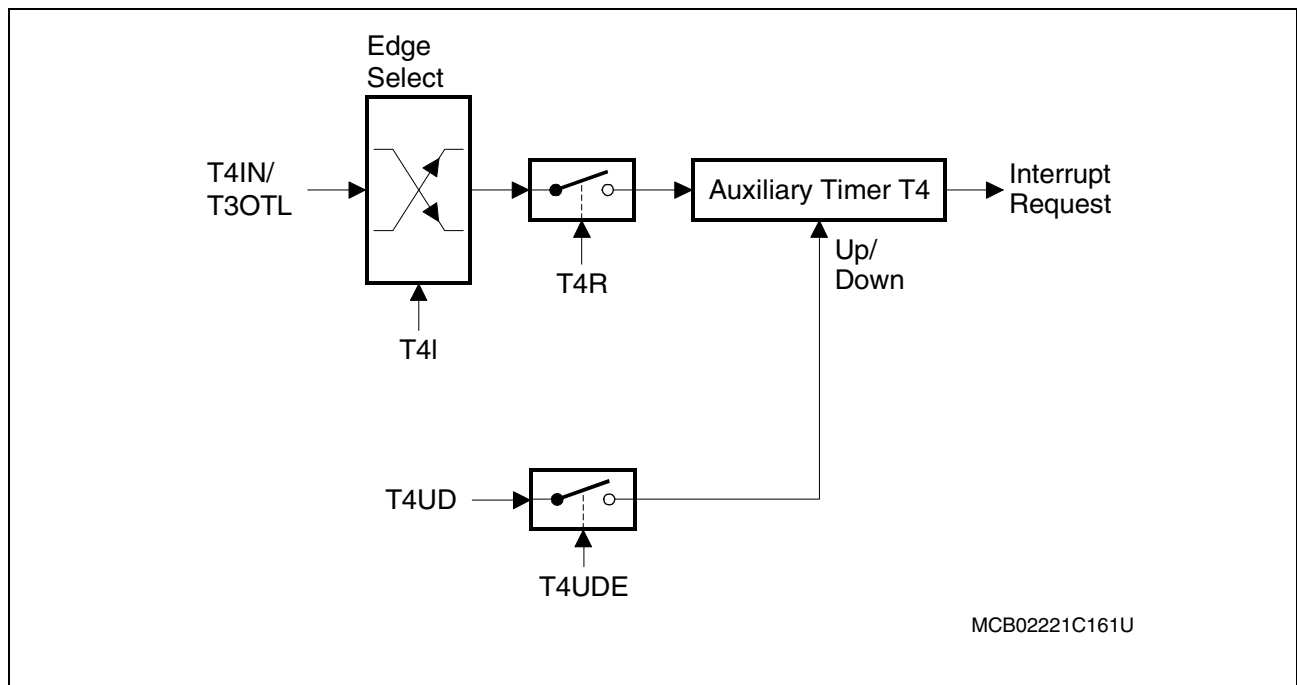 Edge
Select
T4IN/
T3OTL
Auxiliary Timer T4
Interrupt
Request
T4R
Up/
Down
T4I
T4UD
T4UDE
MCB02221C161U